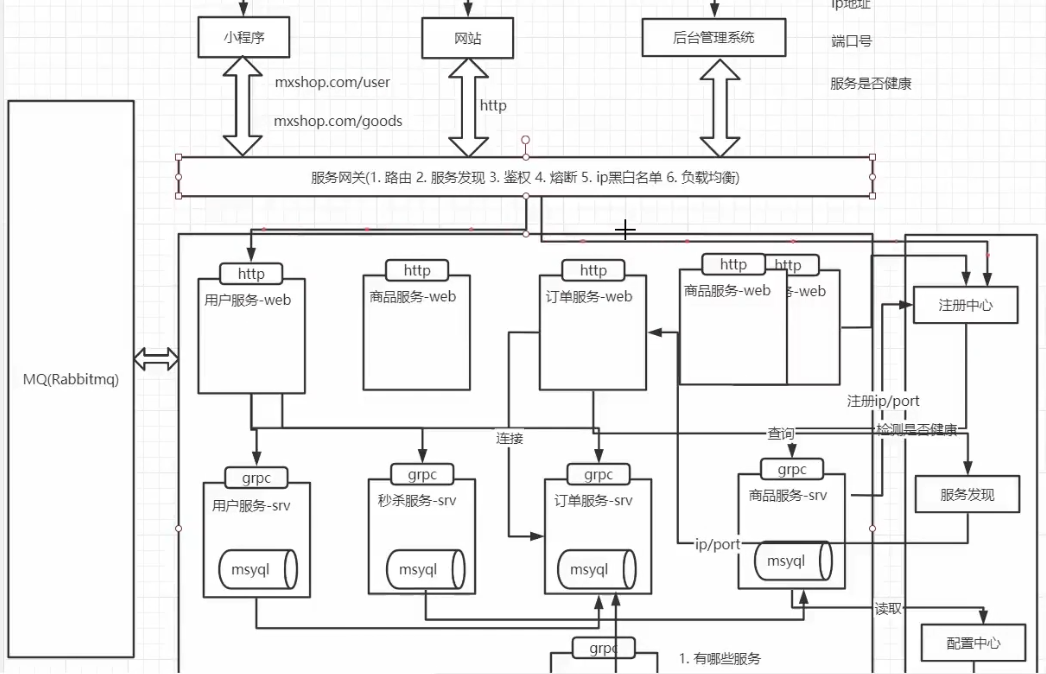 ip地址
小程序
网站
后台管理系统
端口号
mxshop.com/user
服务是否健康
http
mxshop.com/goods
服务网关(1. 路由 2. 服务发现 3. 鉴权 4. 熔断 5. ip黑白名单 6. 负载均衡)
http
http
http
http
http
用户服务-web
商品服务-web
订单服务-web
商品服务-web
务-web
注册中心
MQ(Rabbitmq)
注册ip/port
连接
查询
检测是否健康
grpc
grpc
grpc
grpc
用户服务-srv
秒杀服务-srv
订单服务-srv
商品服务-srv
服务发现
ip/port
msyql
msyql
msyql
msyql
读取
配置中心
grpc
1. 有哪些服务